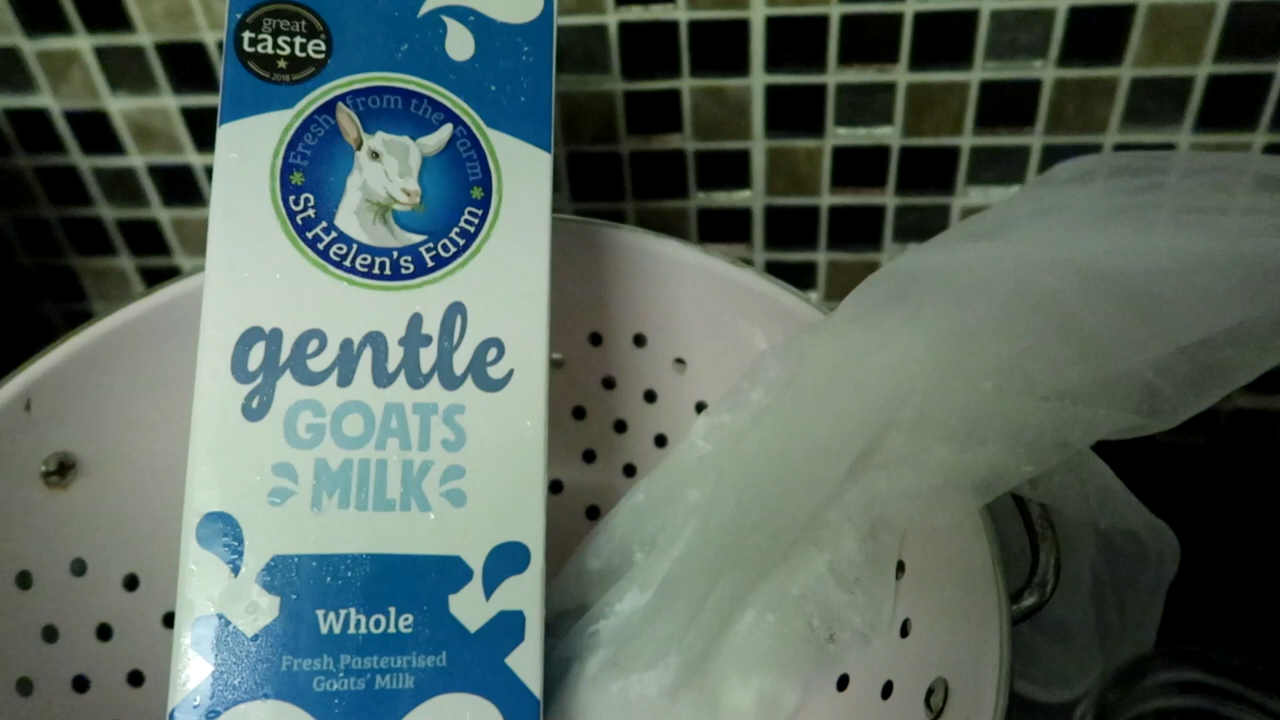 great
taste
2018
Fresh from the Farm
St Helen's Farm
gentle
GOATS
MILK
Whole
Fresh Pasteurised
Goats' Milk